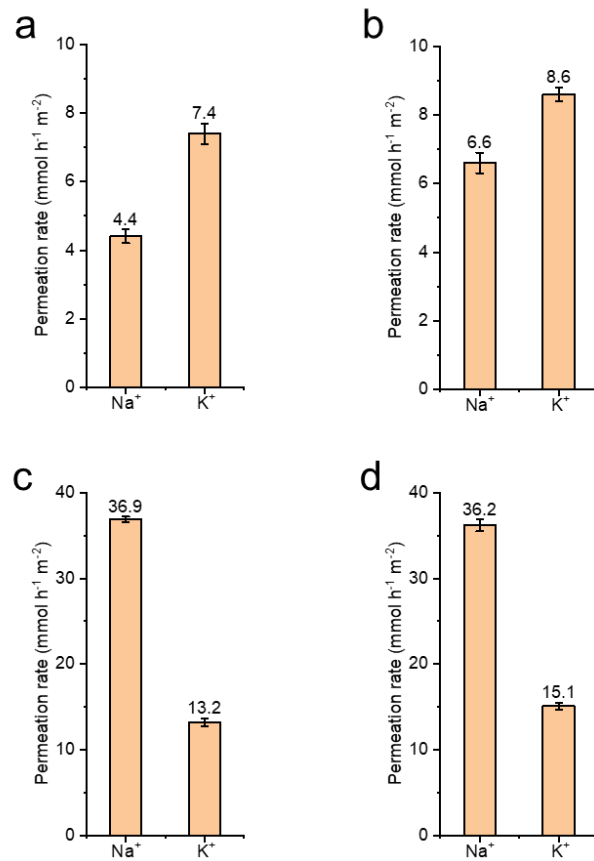 a
Permeation rate (mmol h⁻¹ m⁻²)
10
8
6
4
2
0
4.4
7.4
Na⁺
K⁺
b
Permeation rate (mmol h⁻¹ m⁻²)
10
8
6
4
2
0
6.6
8.6
Na⁺
K⁺
c
Permeation rate (mmol h⁻¹ m⁻²)
40
30
20
10
0
36.9
13.2
Na⁺
K⁺
d
Permeation rate (mmol h⁻¹ m⁻²)
40
30
20
10
0
36.2
15.1
Na⁺
K⁺